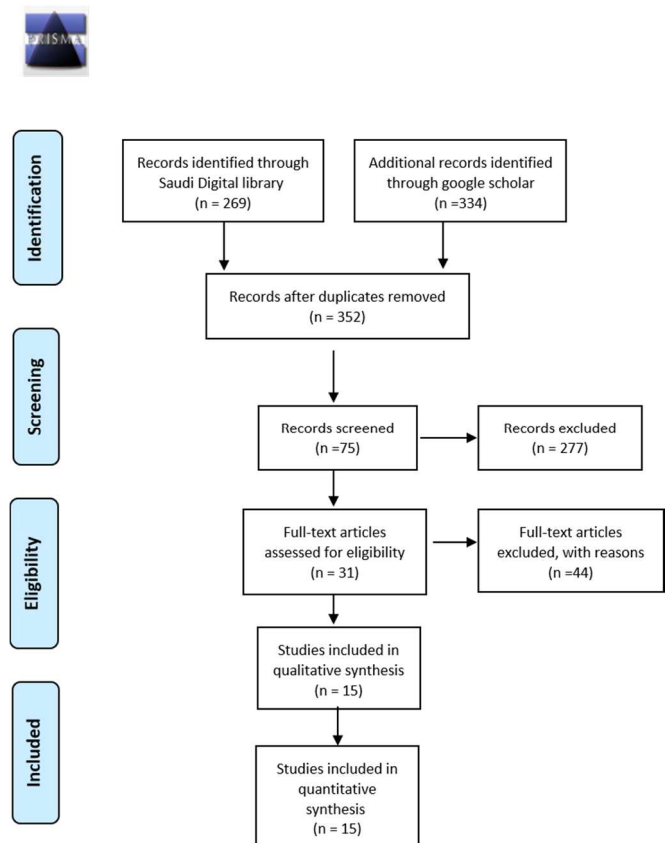 PRISMA
Identification
Records identified through
Saudi Digital library
(n = 269)
Additional records identified
through google scholar
(n =334)
Records after duplicates removed
(n = 352)
Screening
Records screened
(n =75)
Records excluded
(n = 277)
Eligibility
Full-text articles
assessed for eligibility
(n = 31)
Full-text articles
excluded, with reasons
(n =44)
Studies included in
qualitative synthesis
(n = 15)
Included
Studies included in
quantitative
synthesis
(n = 15)